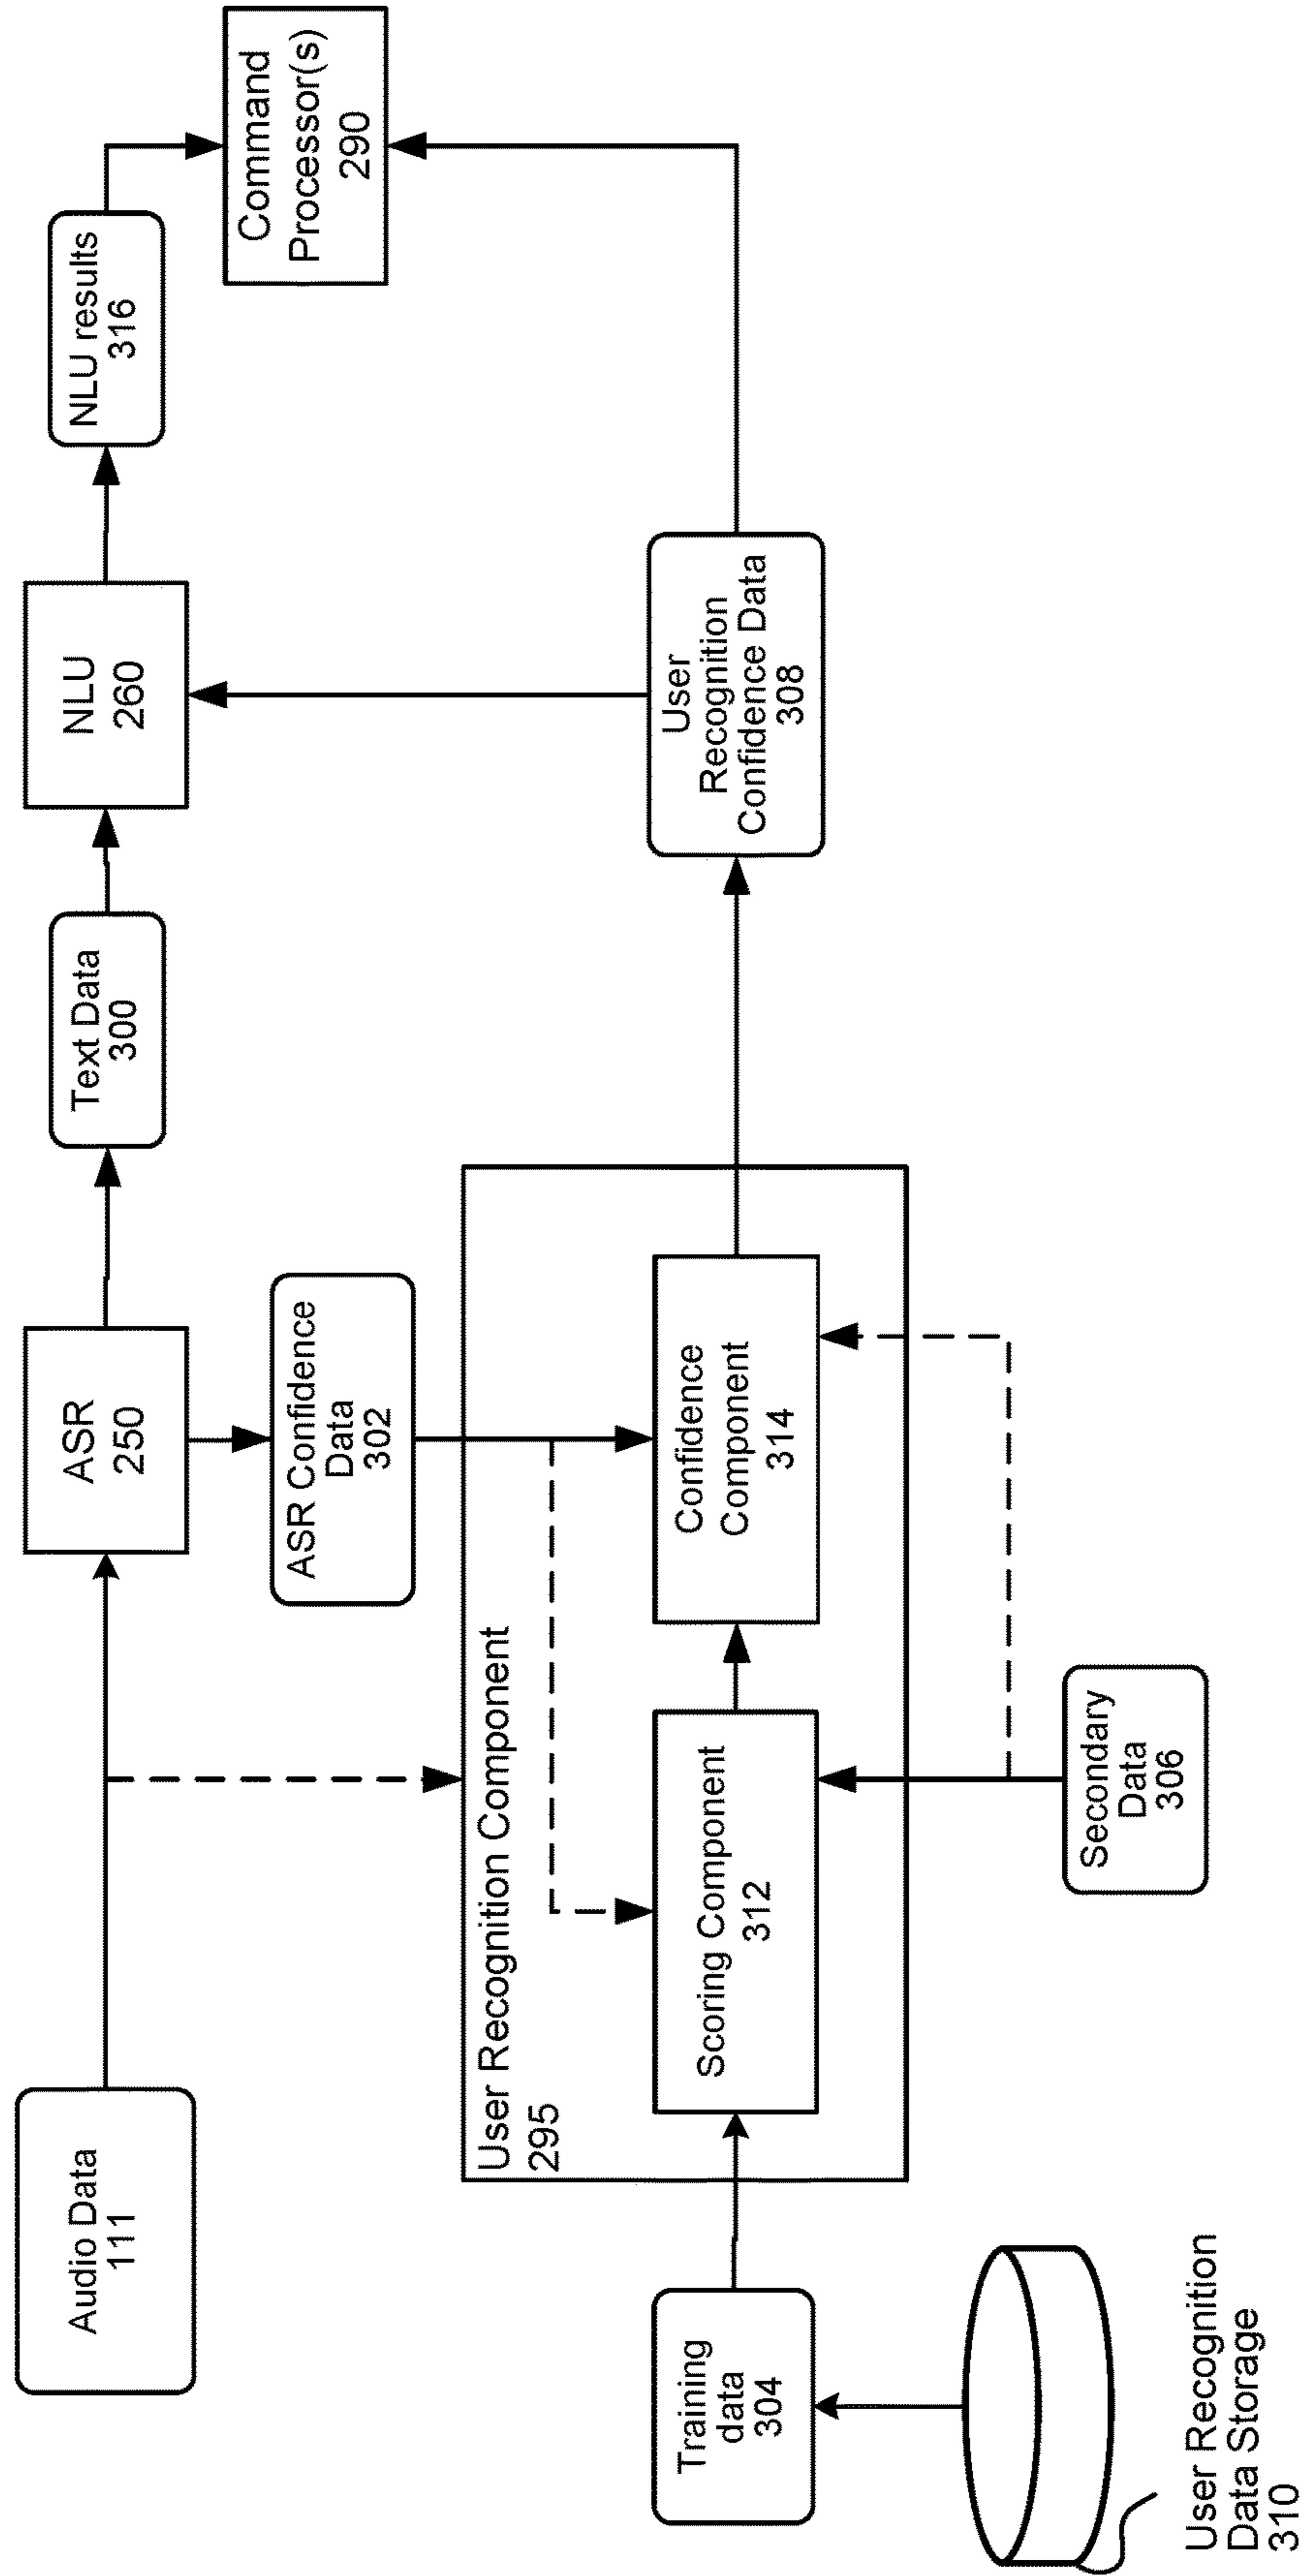 Audio Data
111
ASR
250
Text Data
300
NLU
260
NLU results
316
Command
Processor(s)
290
ASR Confidence
Data
302
User Recognition Component
295
Scoring Component
312
Confidence
Component
314
User
Recognition
Confidence Data
308
Training
data
304
Secondary
Data
306
User Recognition
Data Storage
310